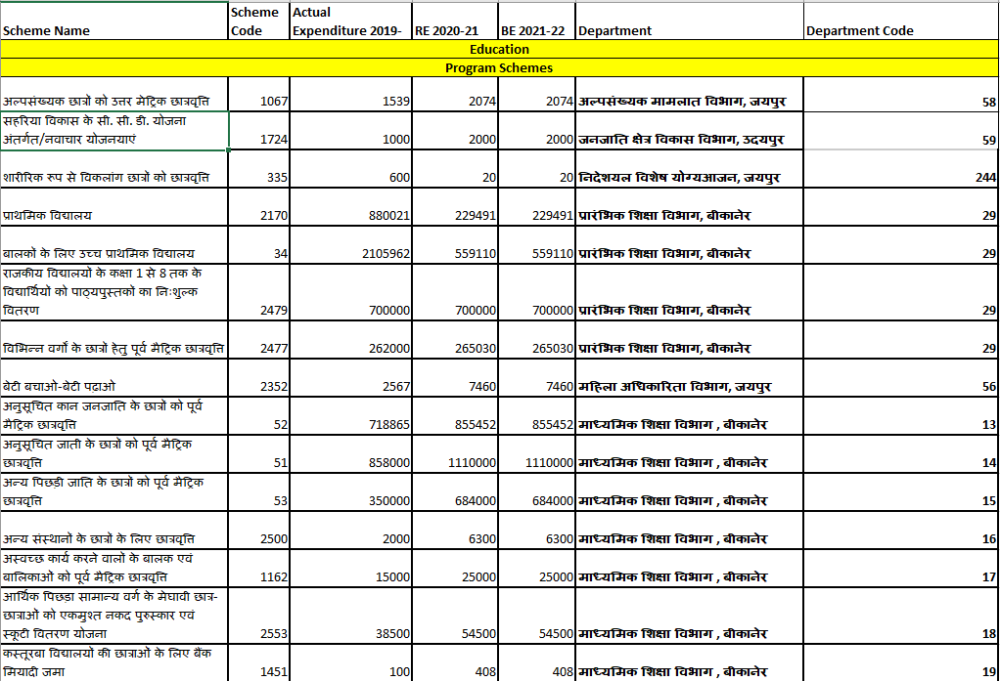 Scheme Name Scheme Code Actual Expenditure 2019- RE 2020-21 BE 2021-22 Department Department Code
Education
Program Schemes
अल्पसंख्यक छात्रों को उत्तर मेट्रिक छात्रवृत्ति 1067 1539 2074 2074 अल्पसंख्यक मामलात विभाग, जयपुर 58
सहरिया विकास के सी. सी. डी. योजना
अंतर्गत/नवाचार योजनयाएं 1724 1000 2000 2000 जनजाति क्षेत्र विकास विभाग, उदयपुर 59
शारीरिक रूप से विकलांग छात्रों को छात्रवृत्ति 335 600 20 20 निदेशयल विशेष योग्यआजन, जयपुर 244
प्राथमिक विद्यालय 2170 880021 229491 229491 प्रारंभिक शिक्षा विभाग, बीकानेर 29
बालकों के लिए उच्च प्राथमिक विद्यालय 34 2105962 559110 559110 प्रारंभिक शिक्षा विभाग, बीकानेर 29
राजकीय विद्यालयों के कक्षा 1 से 8 तक के
विद्यार्थियों को पाठ्यपुस्तकों का निःशुल्क
वितरण 2479 700000 700000 700000 प्रारंभिक शिक्षा विभाग, बीकानेर 29
विभिन्न वर्गो के छात्रों हेतु पूर्व मैट्रिक छात्रवृत्ति 2477 262000 265030 265030 प्रारंभिक शिक्षा विभाग, बीकानेर 29
बेटी बचाओ-बेटी पढ़ाओ 2352 2567 7460 7460 महिला अधिकारिता विभाग, जयपुर 56
अनुसूचित कान जनजाति के छात्रों को पूर्व
मैट्रिक छात्रवृत्ति 52 718865 855452 855452 माध्यमिक शिक्षा विभाग , बीकानेर 13
अनुसूचित जाती के छात्रों को पूर्व मैट्रिक
छात्रवृत्ति 51 858000 1110000 1110000 माध्यमिक शिक्षा विभाग , बीकानेर 14
अन्य पिछड़ी जाति के छात्रों को पूर्व मैट्रिक
छात्रवृत्ति 53 350000 684000 684000 माध्यमिक शिक्षा विभाग , बीकानेर 15
अन्य संस्थानों के छात्रों के लिए छात्रवृत्ति 2500 2000 6300 6300 माध्यमिक शिक्षा विभाग , बीकानेर 16
अस्वच्छ कार्य करने वालों के बालक एवं
बालिकाओं को पूर्व मैट्रिक छात्रवृत्ति 1162 15000 25000 25000 माध्यमिक शिक्षा विभाग , बीकानेर 17
आर्थिक पिछड़ा सामान्य वर्ग के मेघावी छात्र-
छात्राओं को एकमुश्त नकद पुरुस्कार एवं
स्कूटी वितरण योजना 2553 38500 54500 54500 माध्यमिक शिक्षा विभाग , बीकानेर 18
कस्तूरबा विद्यालयों की छात्राओं के लिए बैंक
मियादी जमा 1451 100 408 408 माध्यमिक शिक्षा विभाग , बीकानेर 19